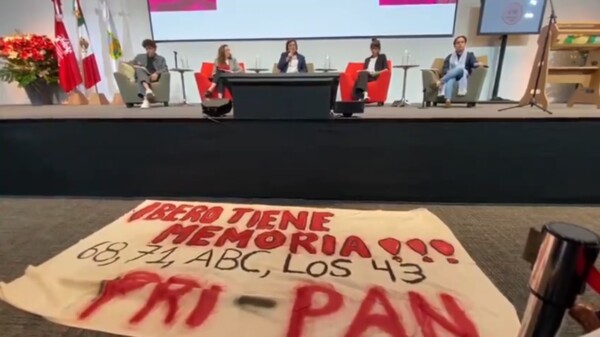 IBERO TIENE
MEMORIA!!!
68, 71, ABC, LOS 43
PRI-PAN